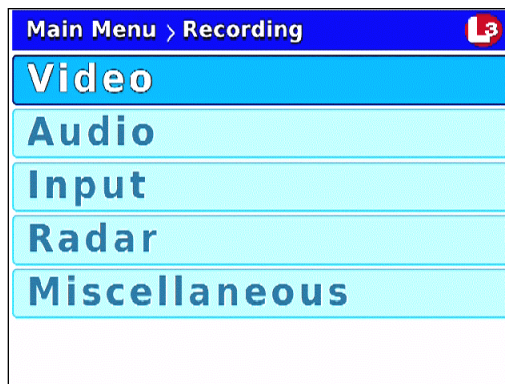 Main Menu > Recording
L3
Video
Audio
Input
Radar
Miscellaneous